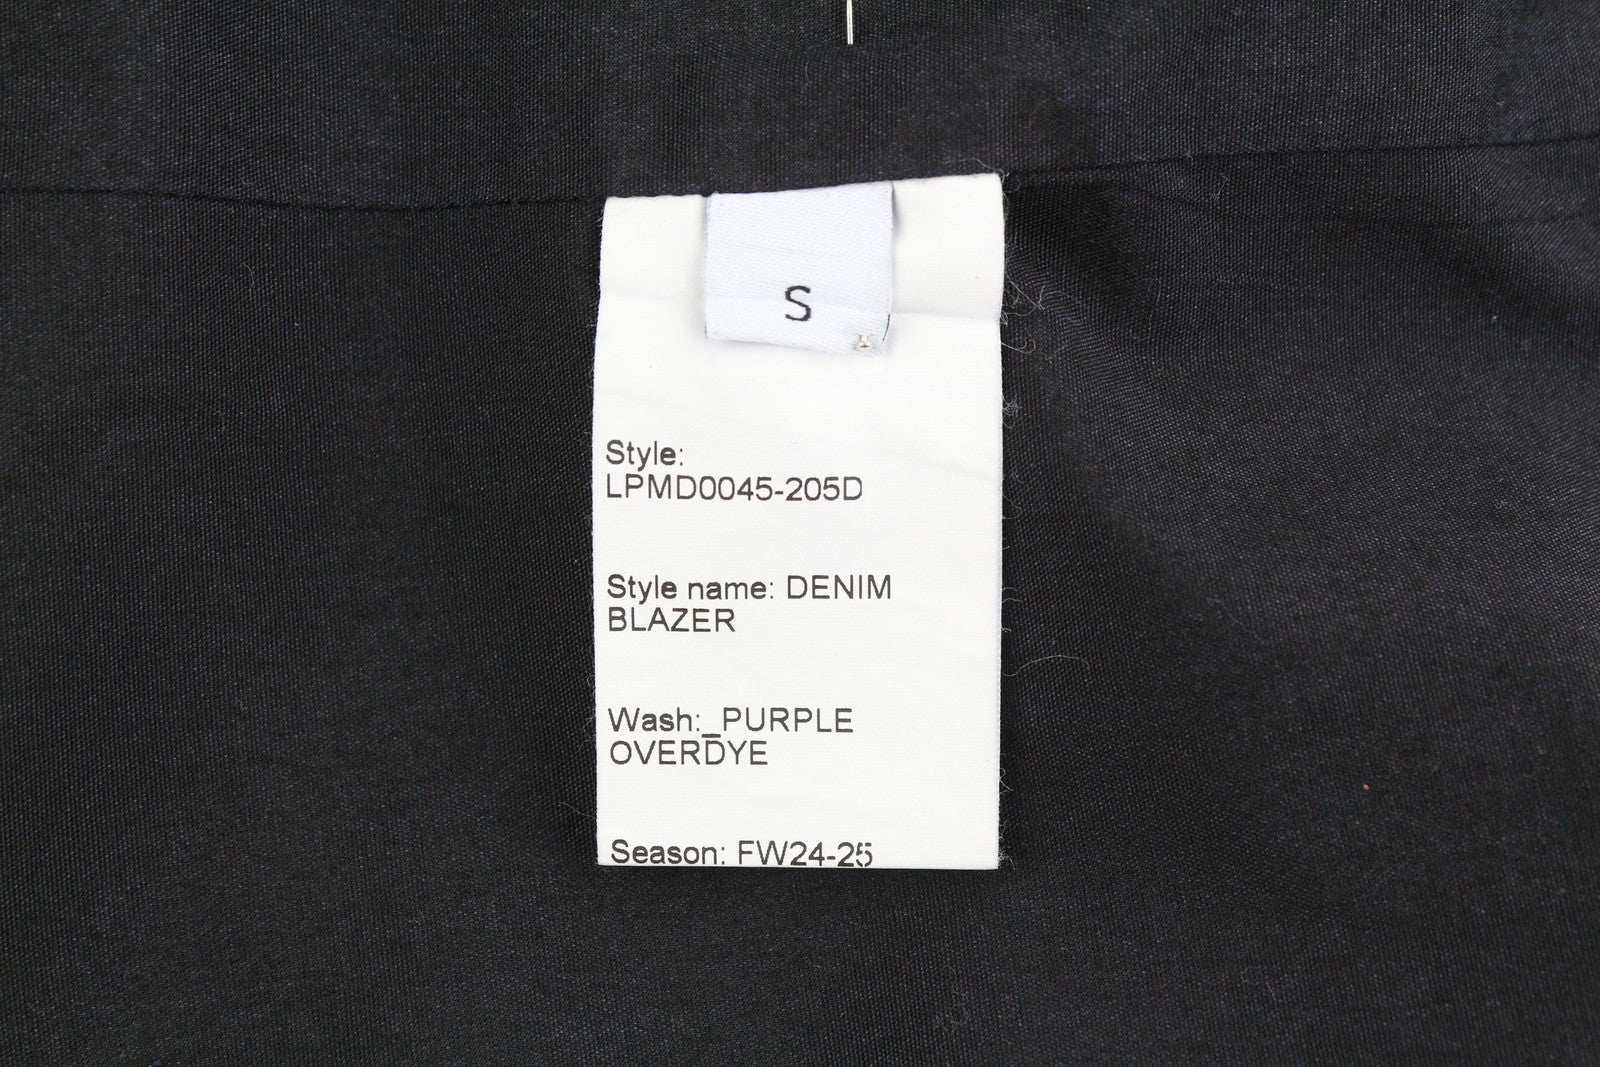 S
Style:
LPMD0045-205D
Style name: DENIM
BLAZER
Wash:_PURPLE
OVERDYE
Season: FW24-25